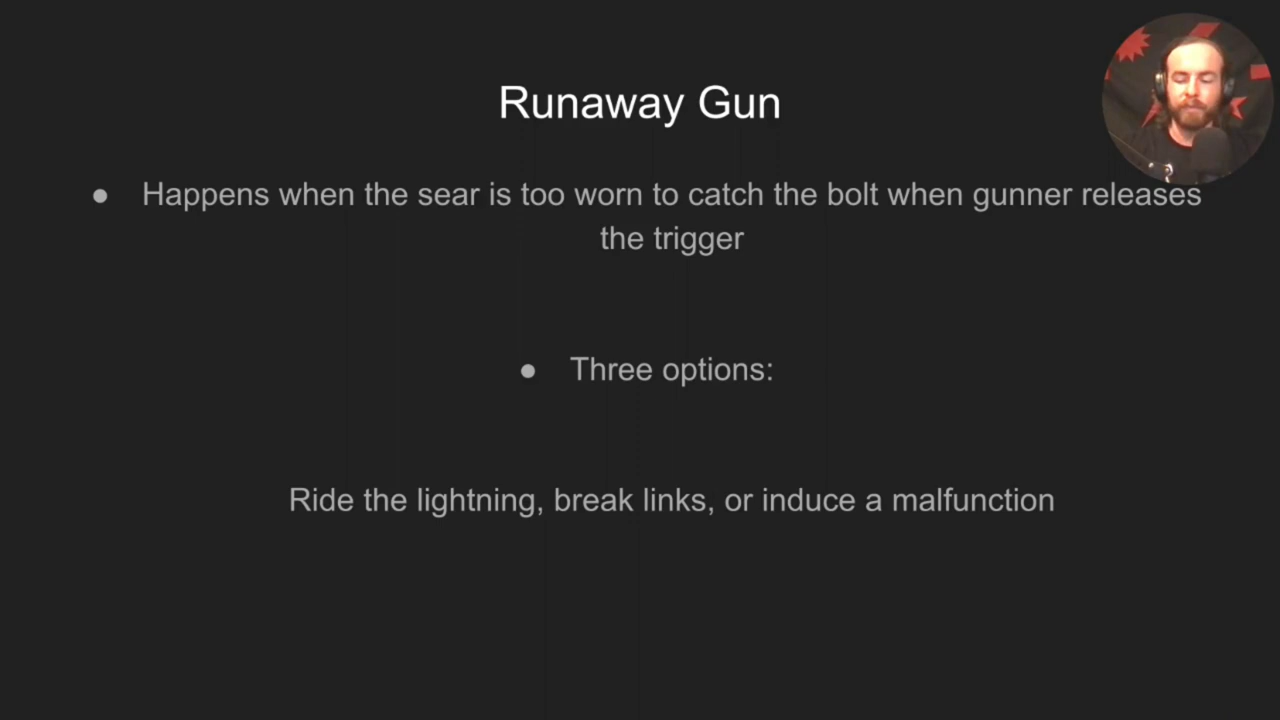 Runaway Gun
● Happens when the sear is too worn to catch the bolt when gunner releases
the trigger
● Three options:
Ride the lightning, break links, or induce a malfunction